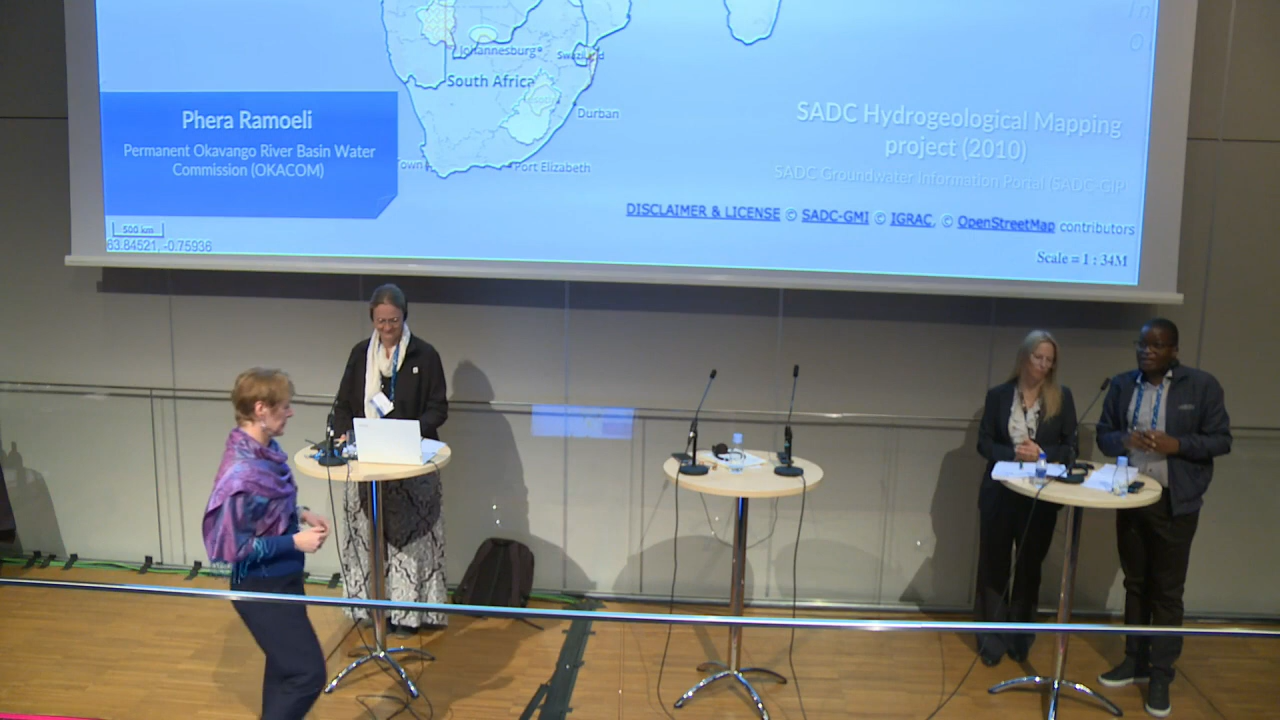 Johannesburg
Swaziland
South Africa
Durban
Town
Port Elizabeth
Phera Ramoeli
Permanent Okavango River Basin Water
Commission (OKACOM)
SADC Hydrogeological Mapping
project (2010)
SADC Groundwater Information Portal (SADC-GIP)
DISCLAIMER & LICENSE © SADC-GMI © IGRAC, © OpenStreetMap contributors
500 km
63.84521, -0.75936
Scale = 1 : 34M